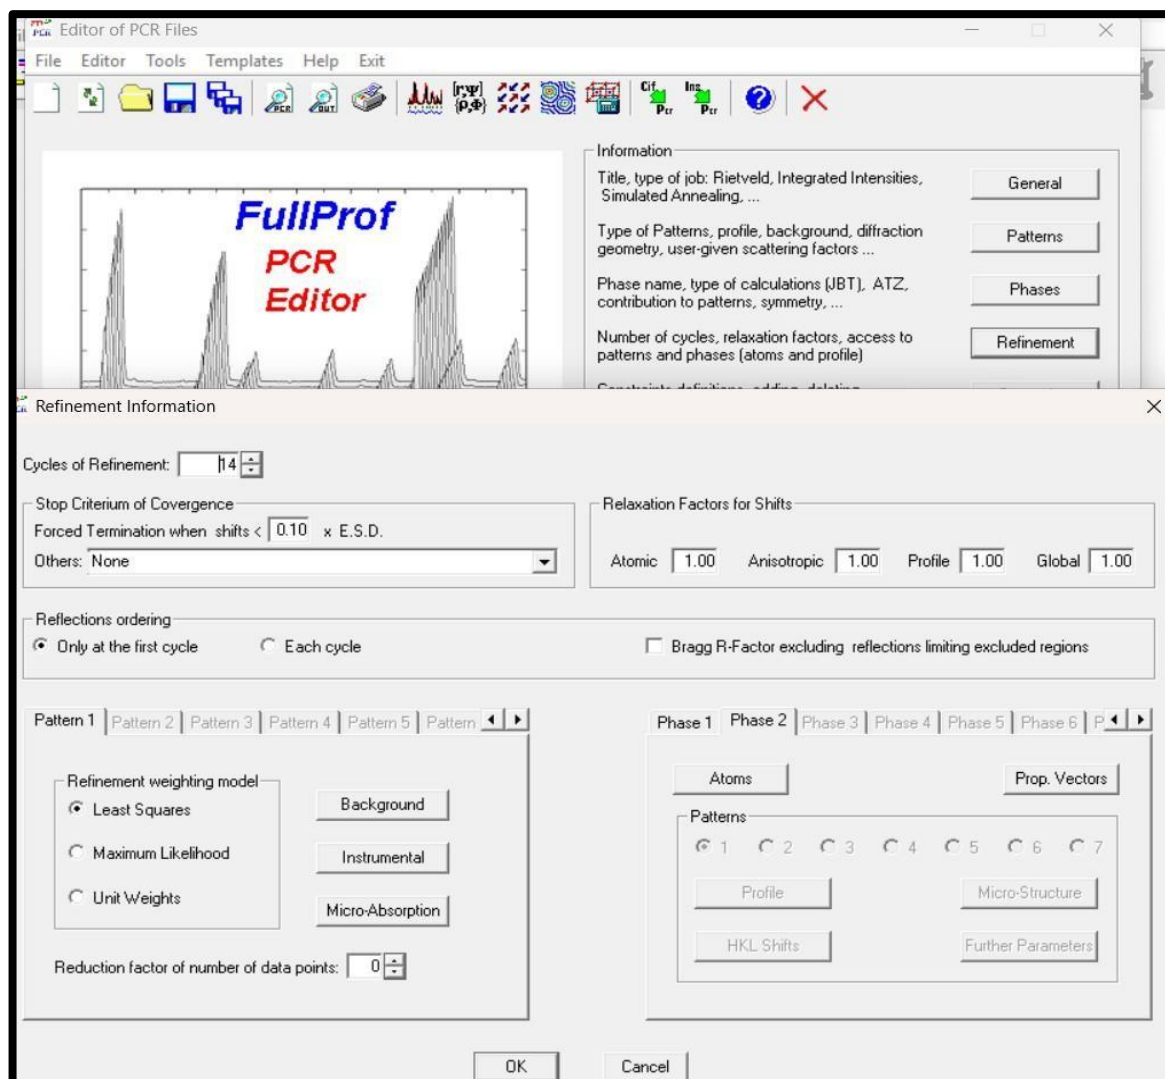 Editor of PCR Files
File Editor Tools Templates Help Exit
PCR OUT [r,Ψ] {ρ,Φ} Cif Pcr Ins Pcr
FullProf
PCR
Editor
Information
Title, type of job: Rietveld, Integrated Intensities,
Simulated Annealing, ...
General
Type of Patterns, profile, background, diffraction
geometry, user-given scattering factors ...
Patterns
Phase name, type of calculations (JBT), ATZ,
contribution to patterns, symmetry, ...
Phases
Number of cycles, relaxation factors, access to
patterns and phases (atoms and profile)
Refinement
Refinement Information
Cycles of Refinement: 14
Stop Criterium of Covergence
Forced Termination when shifts < 0.10 x E.S.D.
Others: None
Relaxation Factors for Shifts
Atomic 1.00 Anisotropic 1.00 Profile 1.00 Global 1.00
Reflections ordering
Only at the first cycle Each cycle Bragg R-Factor excluding reflections limiting excluded regions
Pattern 1 Pattern 2 Pattern 3 Pattern 4 Pattern 5 Pattern
Refinement weighting model
Least Squares
Maximum Likelihood
Unit Weights
Background
Instrumental
Micro-Absorption
Reduction factor of number of data points: 0
Phase 1 Phase 2 Phase 3 Phase 4 Phase 5 Phase 6 P
Atoms Prop. Vectors
Patterns
1 2 3 4 5 6 7
Profile Micro-Structure
HKL Shifts Further Parameters
OK Cancel